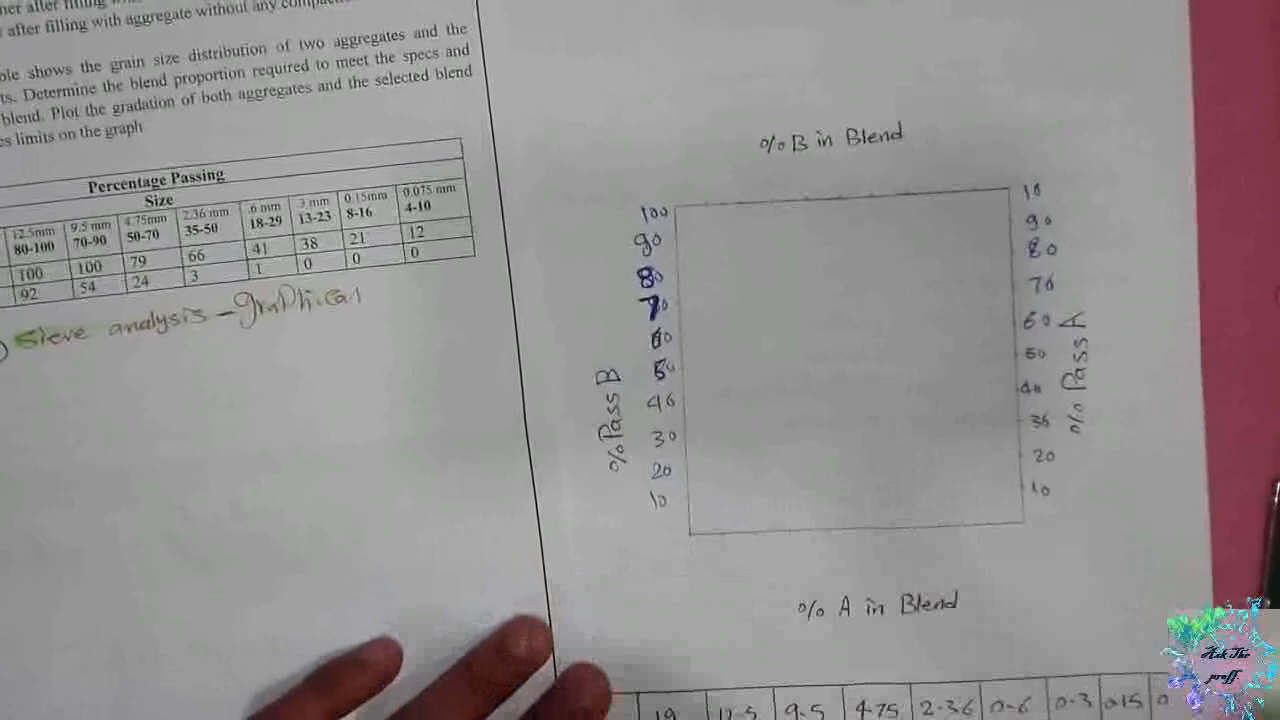 after filling
after filling with aggregate without any
shows the grain size distribution of two aggregates and the
ts. Determine the blend proportion required to meet the specs and
blend. Plot the gradation of both aggregates and the selected blend
es limits on the graph
Percentage Passing
Size
12.5mm 9.5 mm 4.75mm 2.36 mm .6 mm .3 mm 0.15mm 0.075 mm
80-100 70-90 50-70 35-50 18-29 13-23 8-16 4-10
100 100 79 66 41 38 21 12
92 54 24 3 1 0 0 0
Sieve analysis - graphical
% B in Blend
100
90
80
70
60
50
40
30
20
10
% Pass B
10
90
80
70
60
50
40
30
20
10
% Pass A
% A in Blend
19 12.5 9.5 4.75 2.36 0.6 0.3 0.15 0
Ask The
proff.